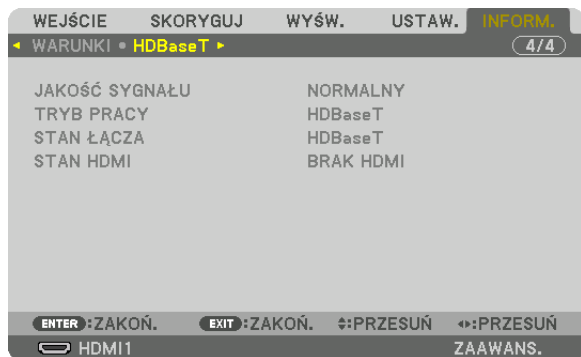 WEJŚCIE SKORYGUJ WYŚW. USTAW. INFORM.
◄ WARUNKI • HDBaseT ► 4/4
JAKOŚĆ SYGNAŁU NORMALNY
TRYB PRACY HDBaseT
STAN ŁĄCZA HDBaseT
STAN HDMI BRAK HDMI
ENTER :ZAKOŃ. EXIT :ZAKOŃ. ♦:PRZESUŃ ◄►:PRZESUŃ
HDMI1 ZAAWANS.